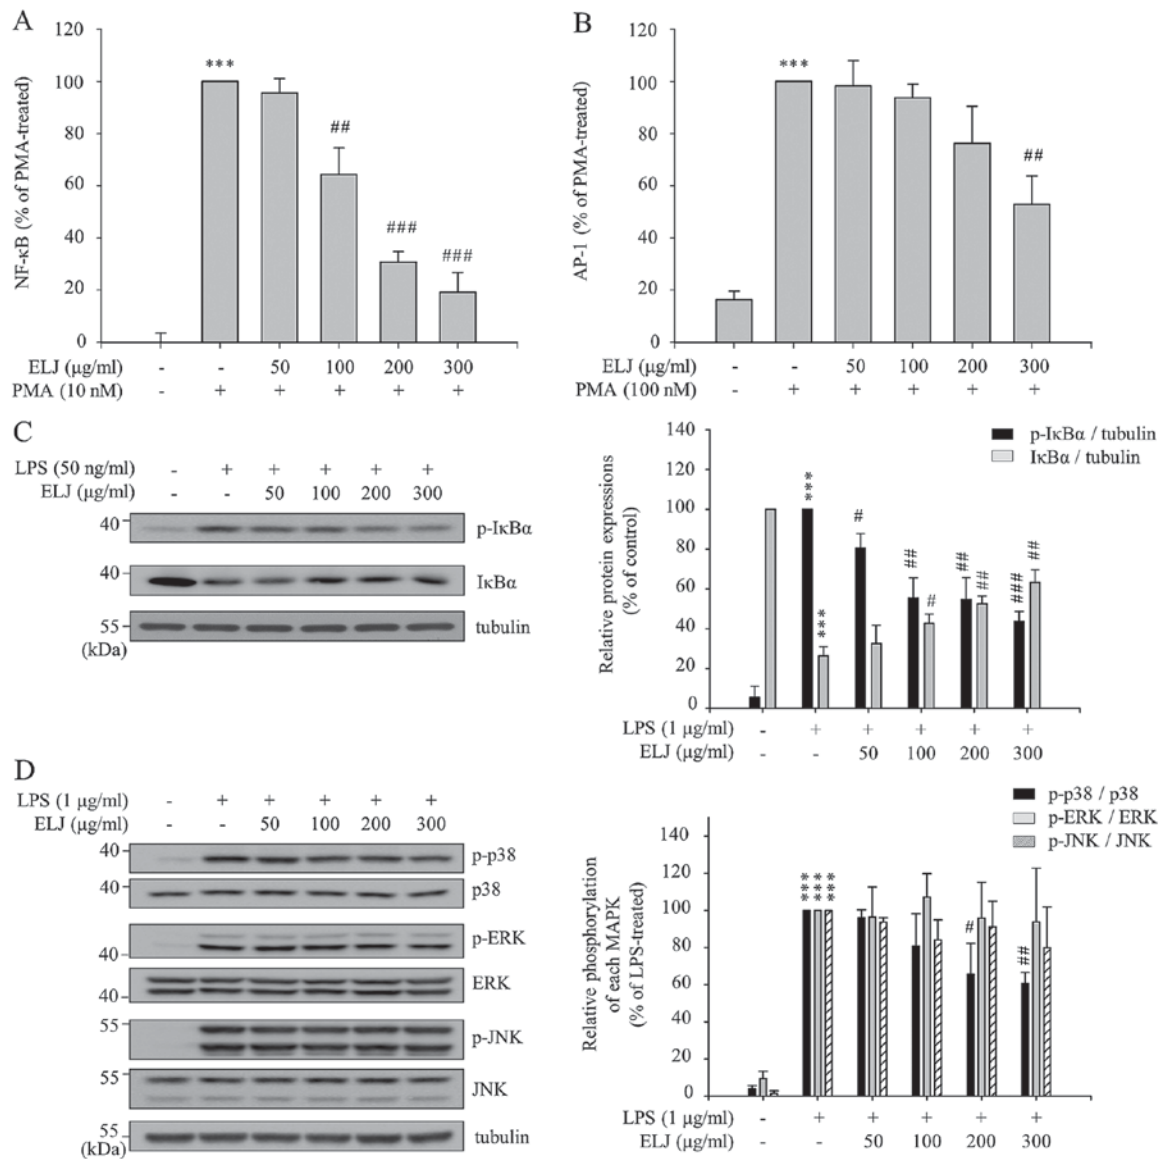 A
120
100
80
60
40
20
0
NF-κB (% of PMA-treated)
***
##
###
###
ELJ (μg/ml) - - 50 100 200 300
PMA (10 nM) - + + + + +
B
120
100
80
60
40
20
0
AP-1 (% of PMA-treated)
***
##
ELJ (μg/ml) - - 50 100 200 300
PMA (100 nM) - + + + + +
C
LPS (50 ng/ml) - + + + + +
ELJ (μg/ml) - - 50 100 200 300
40 p-IκBα
40 IκBα
55 tubulin
(kDa)
p-IκBα / tubulin
IκBα / tubulin
140
120
100
80
60
40
20
0
Relative protein expressions
(% of control)
***
***
#
##
#
##
##
###
##
LPS (1 μg/ml) - + + + + +
ELJ (μg/ml) - - 50 100 200 300
D
LPS (1 μg/ml) - + + + + +
ELJ (μg/ml) - - 50 100 200 300
40 p-p38
40 p38
40 p-ERK
40 ERK
55 p-JNK
55 JNK
55 tubulin
(kDa)
p-p38 / p38
p-ERK / ERK
p-JNK / JNK
140
120
100
80
60
40
20
0
Relative phosphorylation
of each MAPK
(% of LPS-treated)
***
***
***
#
##
LPS (1 μg/ml) - + + + + +
ELJ (μg/ml) - - 50 100 200 300